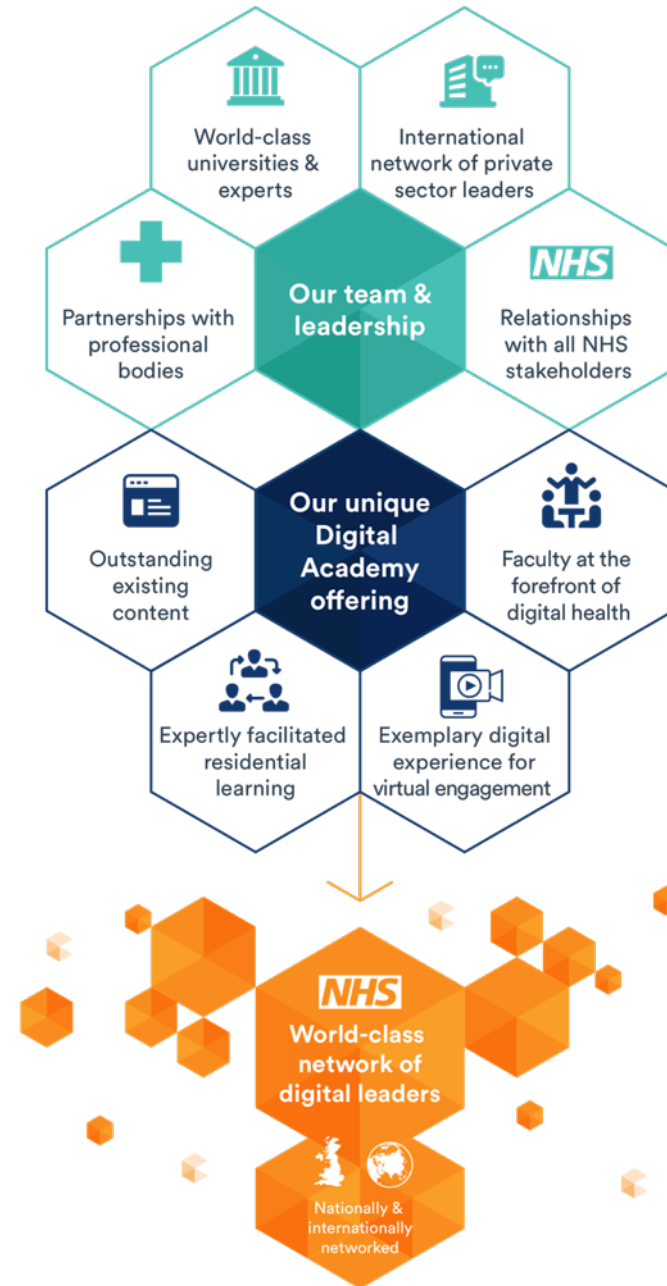 World-class
universities &
experts
International
network of private
sector leaders
Partnerships with
professional
bodies
Our team &
leadership
NHS
Relationships
with all NHS
stakeholders
Outstanding
existing
content
Our unique
Digital
Academy
offering
Faculty at the
forefront of
digital health
Expertly facilitated
residential
learning
Exemplary digital
experience for
virtual engagement
NHS
World-class
network of
digital leaders
Nationally &
internationally
networked